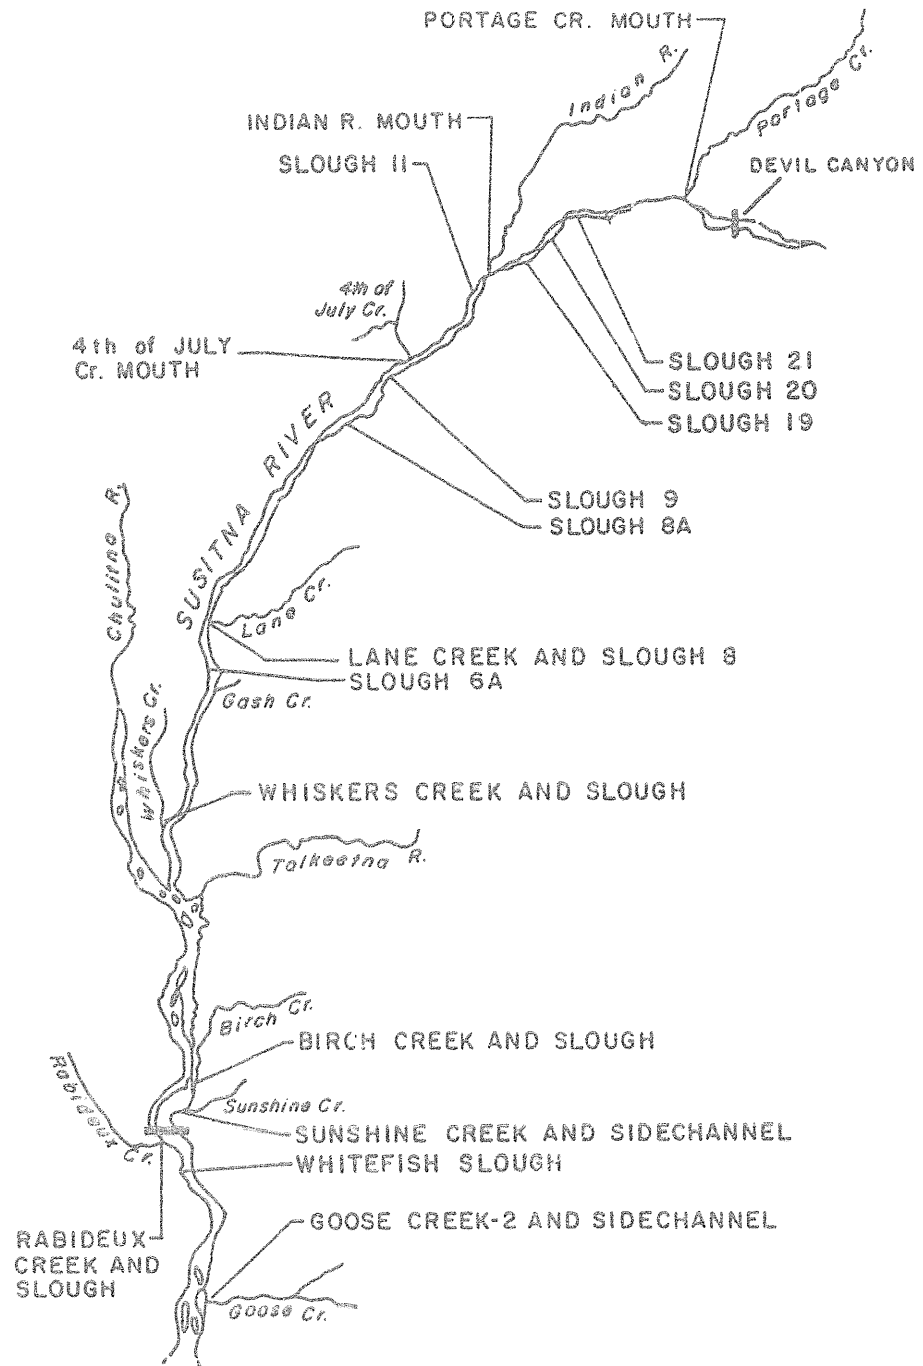 PORTAGE CR. MOUTH
Indian R.
Portage Cr.
INDIAN R. MOUTH
SLOUGH 11
DEVIL CANYON
4th of
July Cr.
4th of JULY
Cr. MOUTH
SLOUGH 21
SLOUGH 20
SLOUGH 19
SUSITNA RIVER
SLOUGH 9
SLOUGH 8A
Chulitna R.
Lane Cr.
LANE CREEK AND SLOUGH 8
SLOUGH 6A
Gash Cr.
Whiskers Cr.
WHISKERS CREEK AND SLOUGH
Talkeetna R.
Birch Cr.
BIRCH CREEK AND SLOUGH
Rabideux Cr.
Sunshine Cr.
SUNSHINE CREEK AND SIDECHANNEL
WHITEFISH SLOUGH
GOOSE CREEK-2 AND SIDECHANNEL
RABIDEUX
CREEK AND
SLOUGH
Goose Cr.